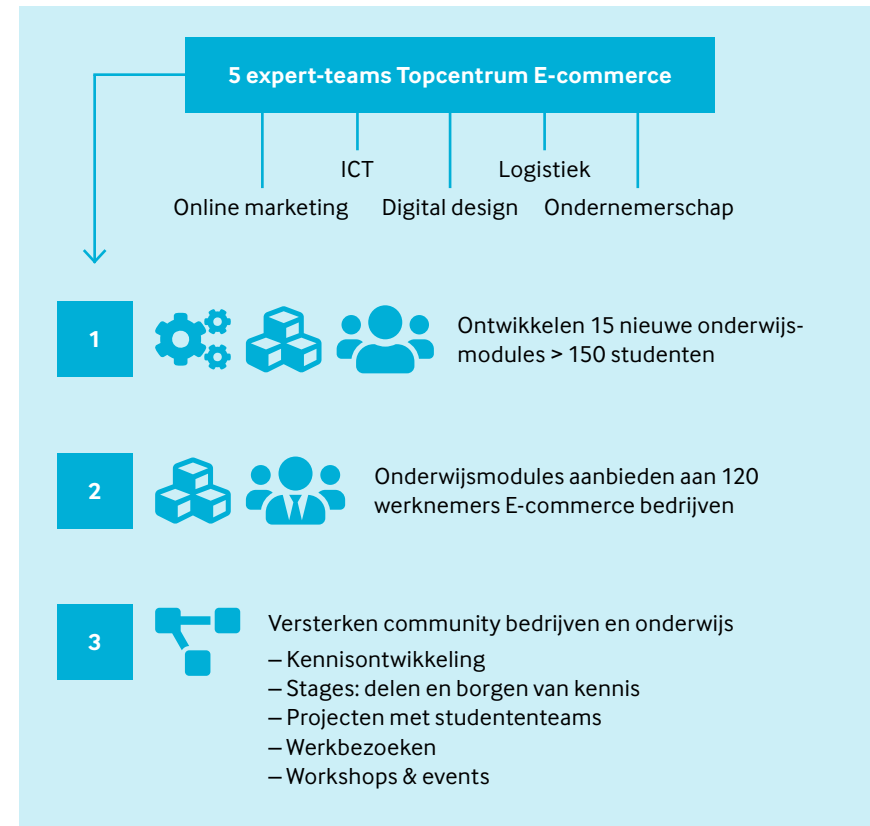 5 expert-teams Topcentrum E-commerce
ICT
Logistiek
Online marketing
Digital design
Ondernemerschap
1
Ontwikkelen 15 nieuwe onderwijs-
modules > 150 studenten
2
Onderwijsmodules aanbieden aan 120
werknemers E-commerce bedrijven
3
Versterken community bedrijven en onderwijs
– Kennisontwikkeling
– Stages: delen en borgen van kennis
– Projecten met studententeams
– Werkbezoeken
– Workshops & events